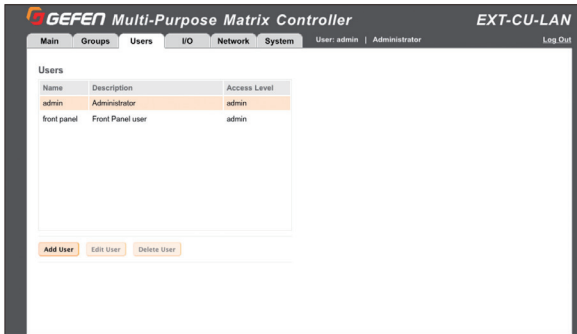 GEFEN Multi-Purpose Matrix Controller EXT-CU-LAN
Main Groups Users I/O Network System User: admin | Administrator Log Out
Users
Name Description Access Level
admin Administrator admin
front panel Front Panel user admin
Add User Edit User Delete User